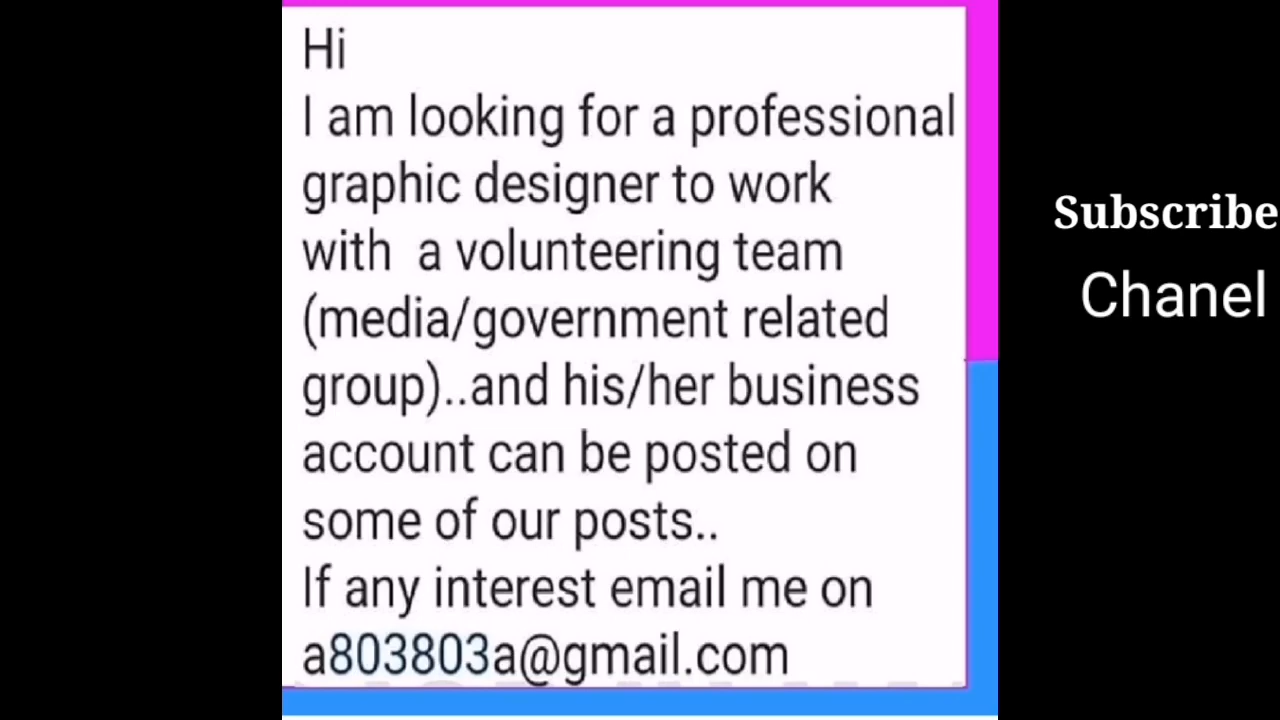 Hi
I am looking for a professional
graphic designer to work
with  a volunteering team
(media/government related
group)..and his/her business
account can be posted on
some of our posts..
If any interest email me on
a803803a@gmail.com
Subscribe
Chanel